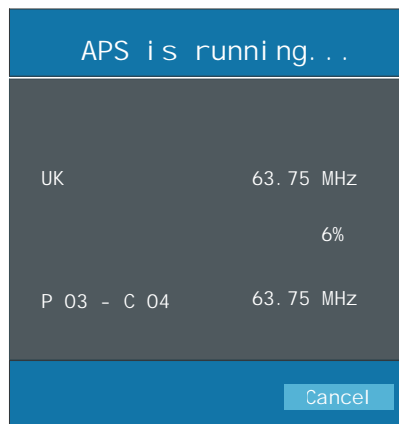 APS is running...
UK 63.75 MHz
6%
P 03 - C 04 63.75 MHz
Cancel